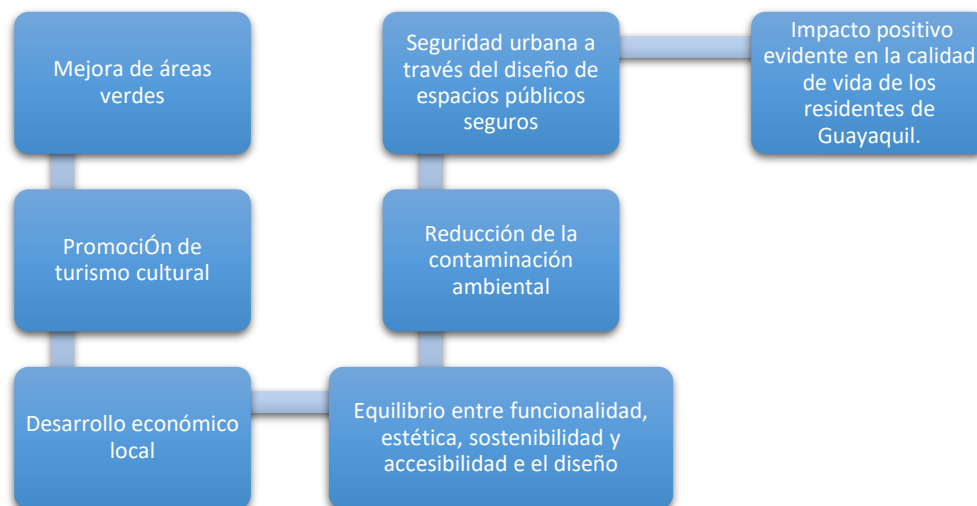 Mejora de áreas
verdes
PromociÓn de
turismo cultural
Desarrollo económico
local
Equilibrio entre funcionalidad,
estética, sostenibilidad y
accesibilidad e el diseño
Reducción de la
contaminación
ambiental
Seguridad urbana a
través del diseño de
espacios públicos
seguros
Impacto positivo
evidente en la calidad
de vida de los
residentes de
Guayaquil.